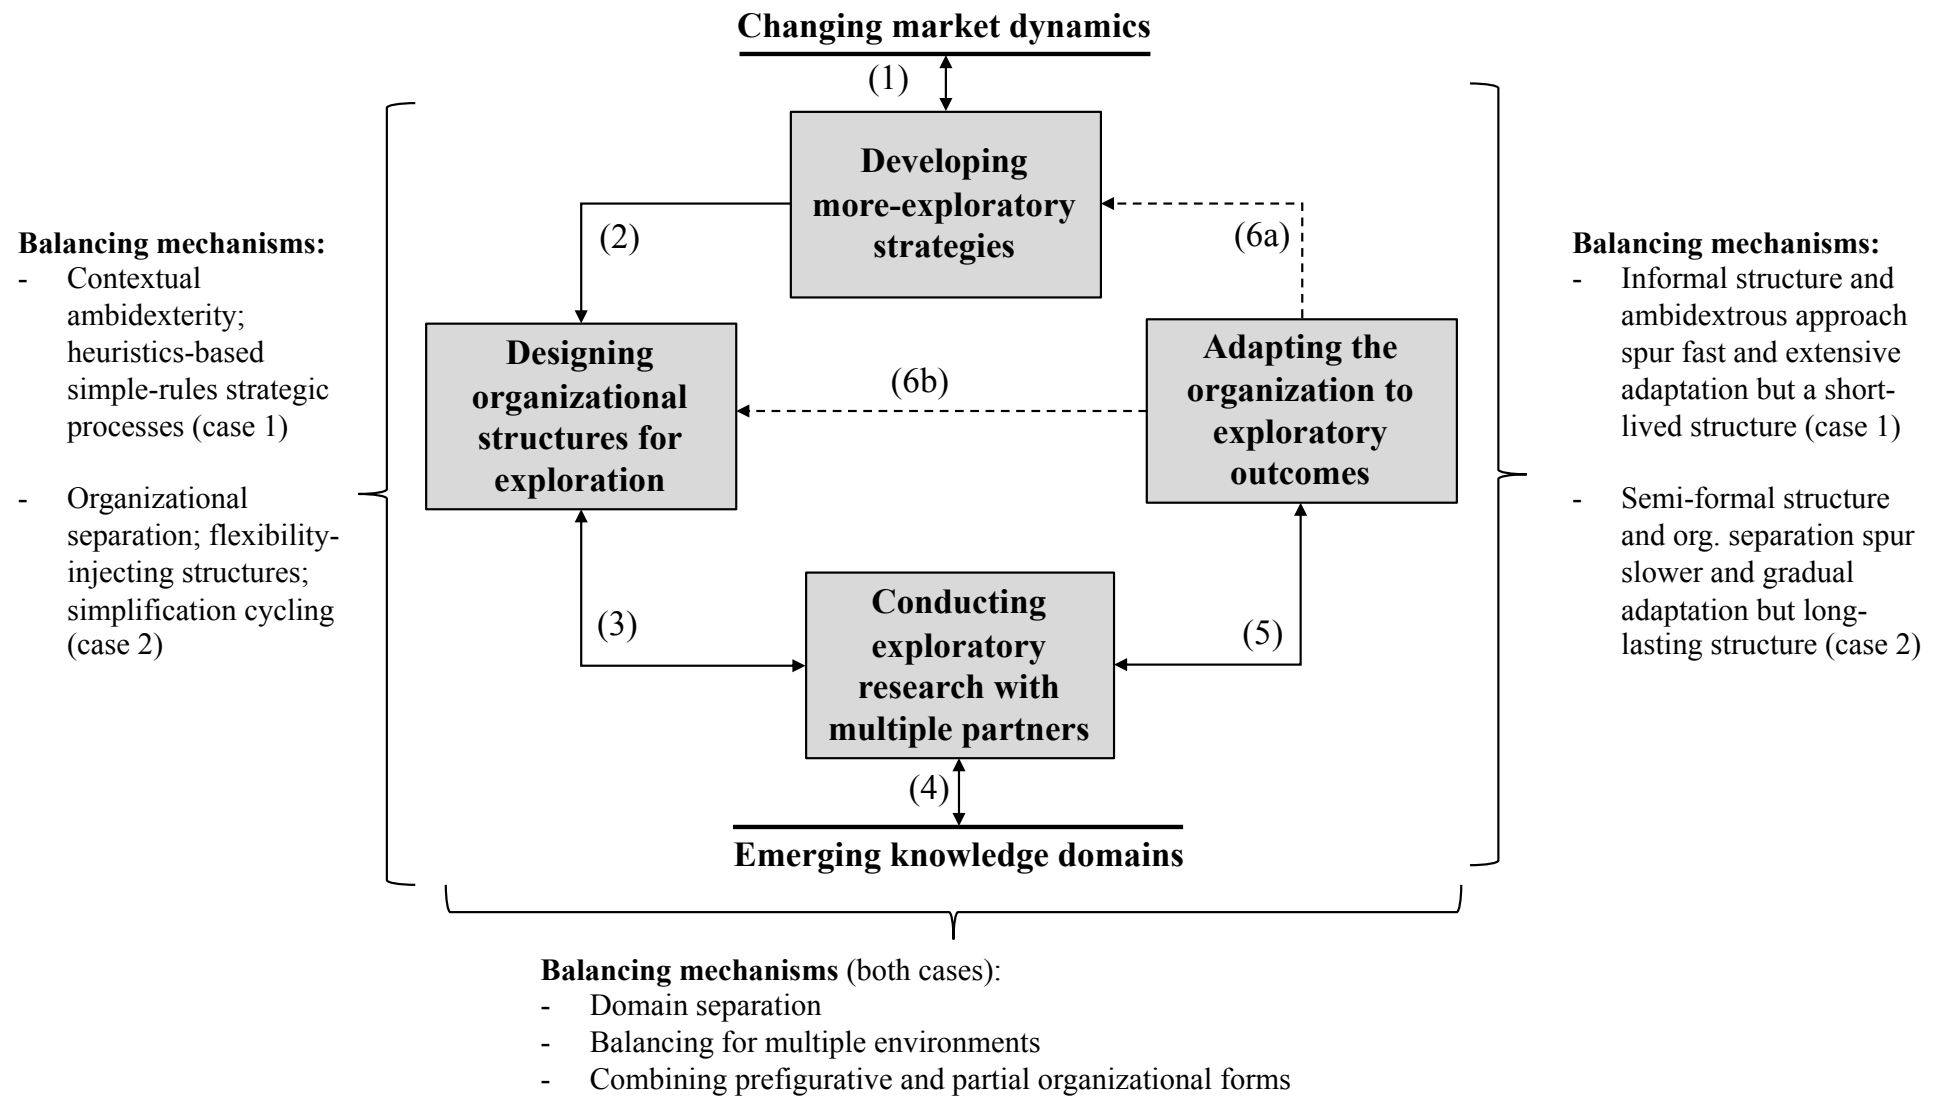 Changing market dynamics
(1)
Developing
more-exploratory
strategies
(2)
(6a)
Balancing mechanisms:
- Contextual
ambidexterity;
heuristics-based
simple-rules strategic
processes (case 1)
- Organizational
separation; flexibility-
injecting structures;
simplification cycling
(case 2)
Designing
organizational
structures for
exploration
(6b)
Adapting the
organization to
exploratory
outcomes
Balancing mechanisms:
- Informal structure and
ambidextrous approach
spur fast and extensive
adaptation but a short-
lived structure (case 1)
- Semi-formal structure
and org. separation spur
slower and gradual
adaptation but long-
lasting structure (case 2)
(3)
Conducting
exploratory
research with
multiple partners
(5)
(4)
Emerging knowledge domains
Balancing mechanisms (both cases):
- Domain separation
- Balancing for multiple environments
- Combining prefigurative and partial organizational forms